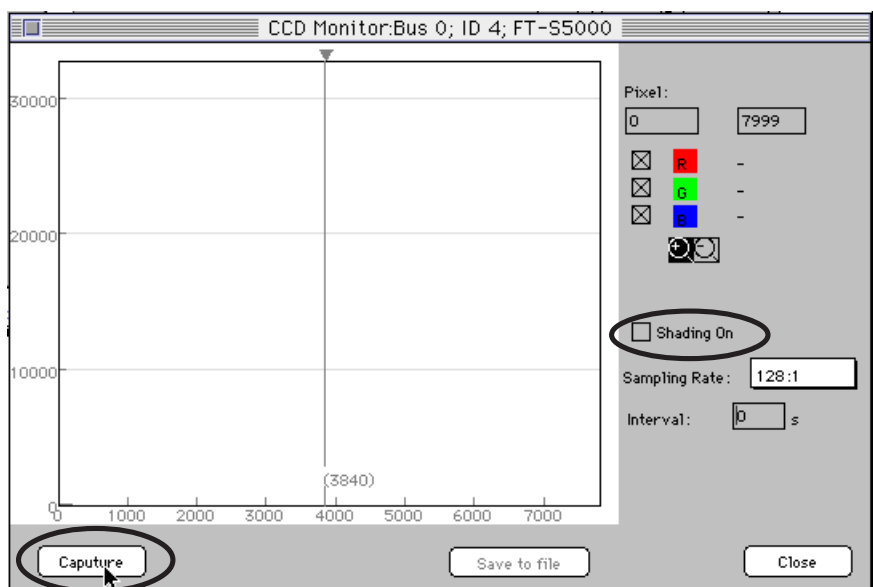 CCD Monitor:Bus 0; ID 4; FT-S5000
30000
20000
10000
0
(3840)
0 1000 2000 3000 4000 5000 6000 7000
Pixel:
0 7999
R -
G -
B -
Shading On
Sampling Rate: 128:1
Interval: 0 s
Caputure
Save to file
Close